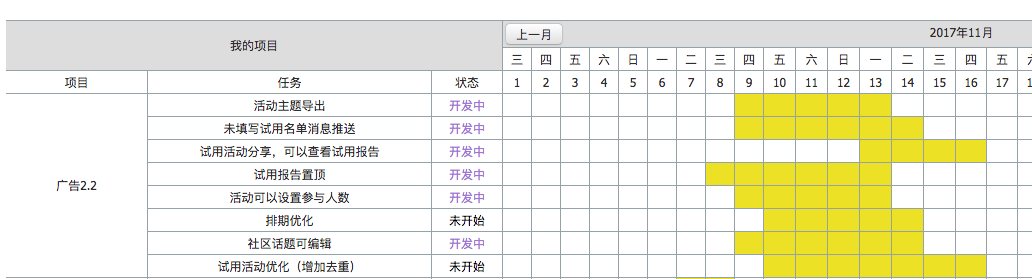 我的项目 上一月 2017年11月
三 四 五 六 日 一 二 三 四 五 六 日 一 二 三 四 五
项目 任务 状态 1 2 3 4 5 6 7 8 9 10 11 12 13 14 15 16 17
活动主题导出 开发中
未填写试用名单消息推送 开发中
试用活动分享，可以查看试用报告 开发中
试用报告置顶 开发中
广告2.2 活动可以设置参与人数 开发中
排期优化 未开始
社区话题可编辑 开发中
试用活动优化（增加去重） 未开始